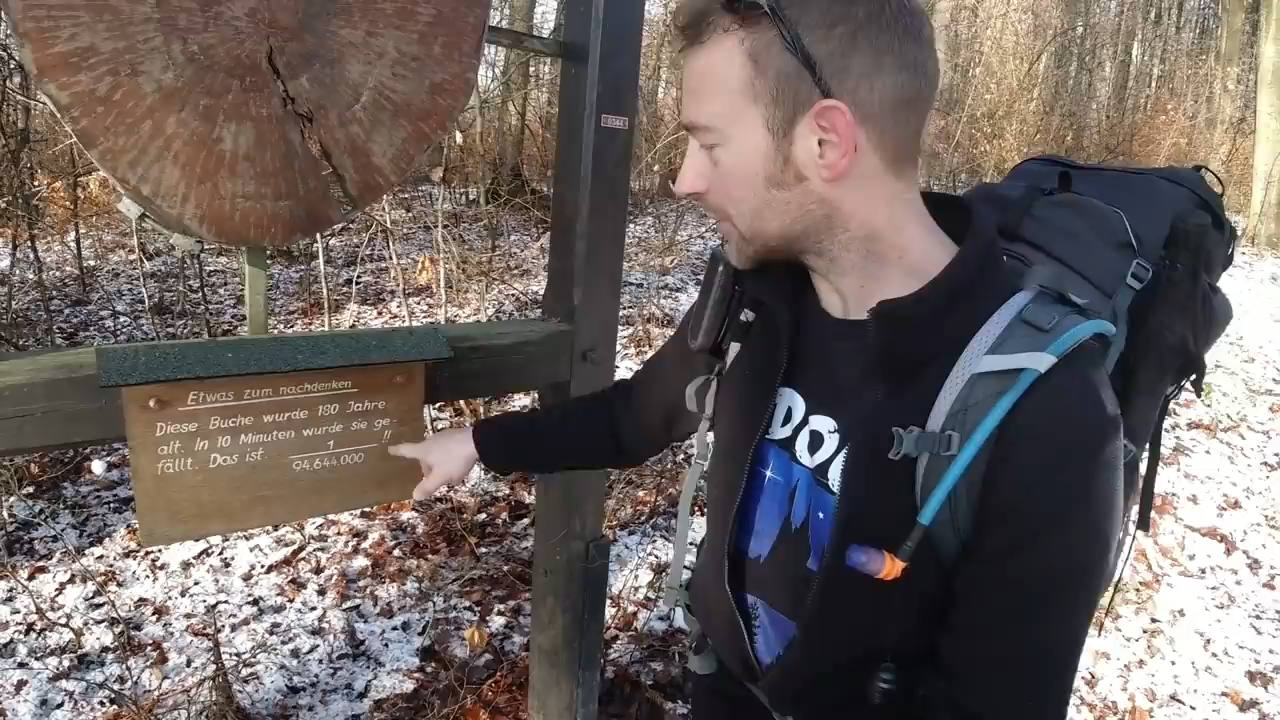 0344
Etwas zum nachdenken
Diese Buche wurde 180 Jahre
alt. In 10 Minuten wurde sie ge-
fällt. Das ist. 1 !!
94.644.000